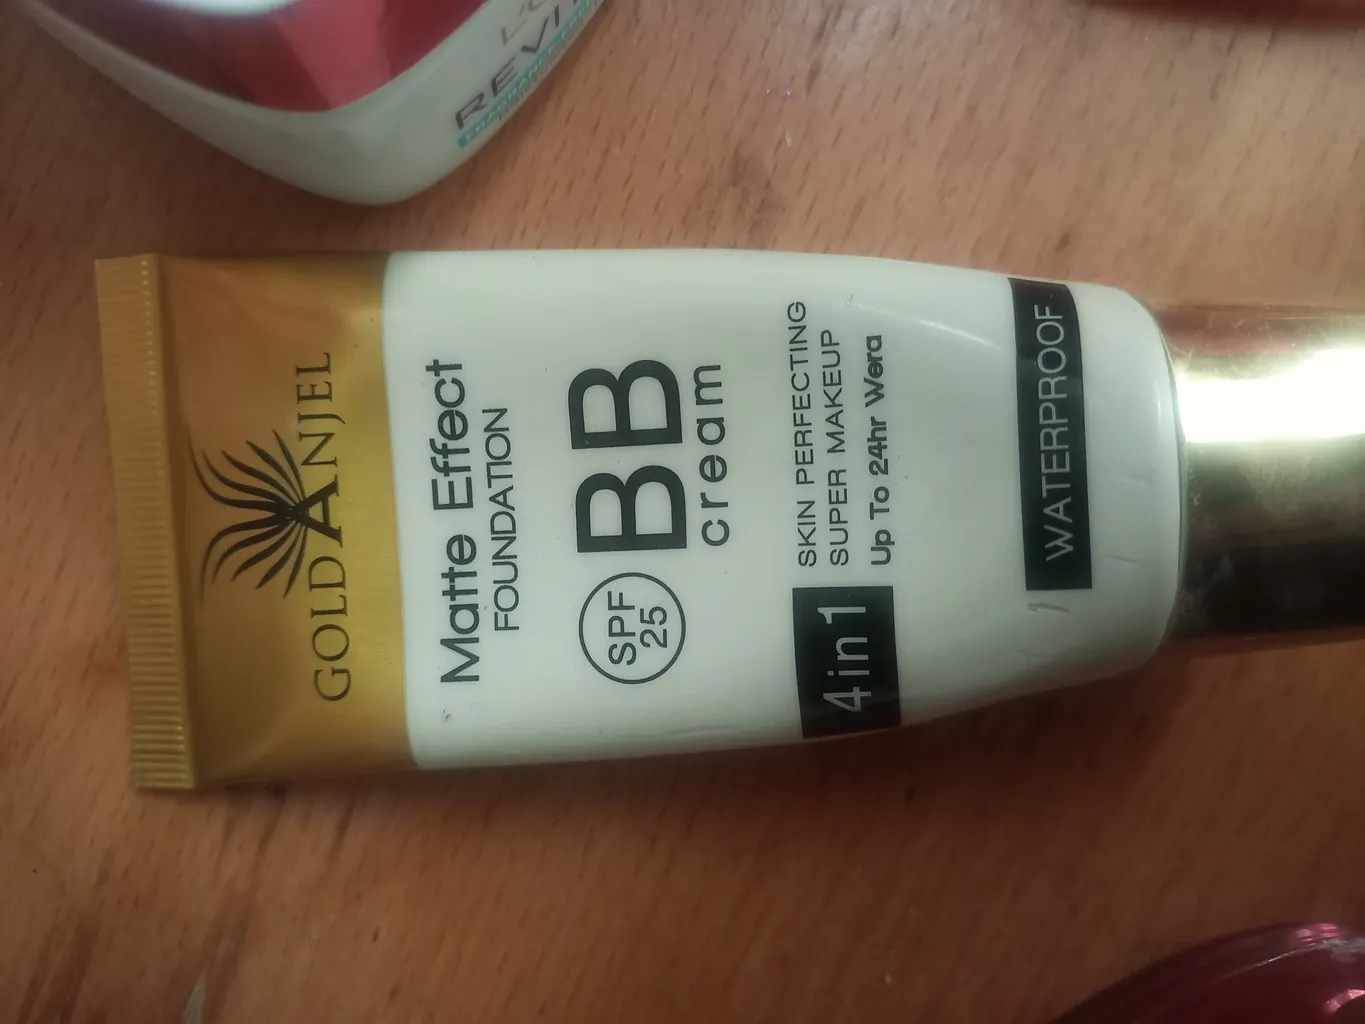 GOLD ANJEL
Matte Effect
FOUNDATION
SPF
25
BB
cream
4in1
SKIN PERFECTING
SUPER MAKEUP
Up To 24hr Wera
WATERPROOF
REVI